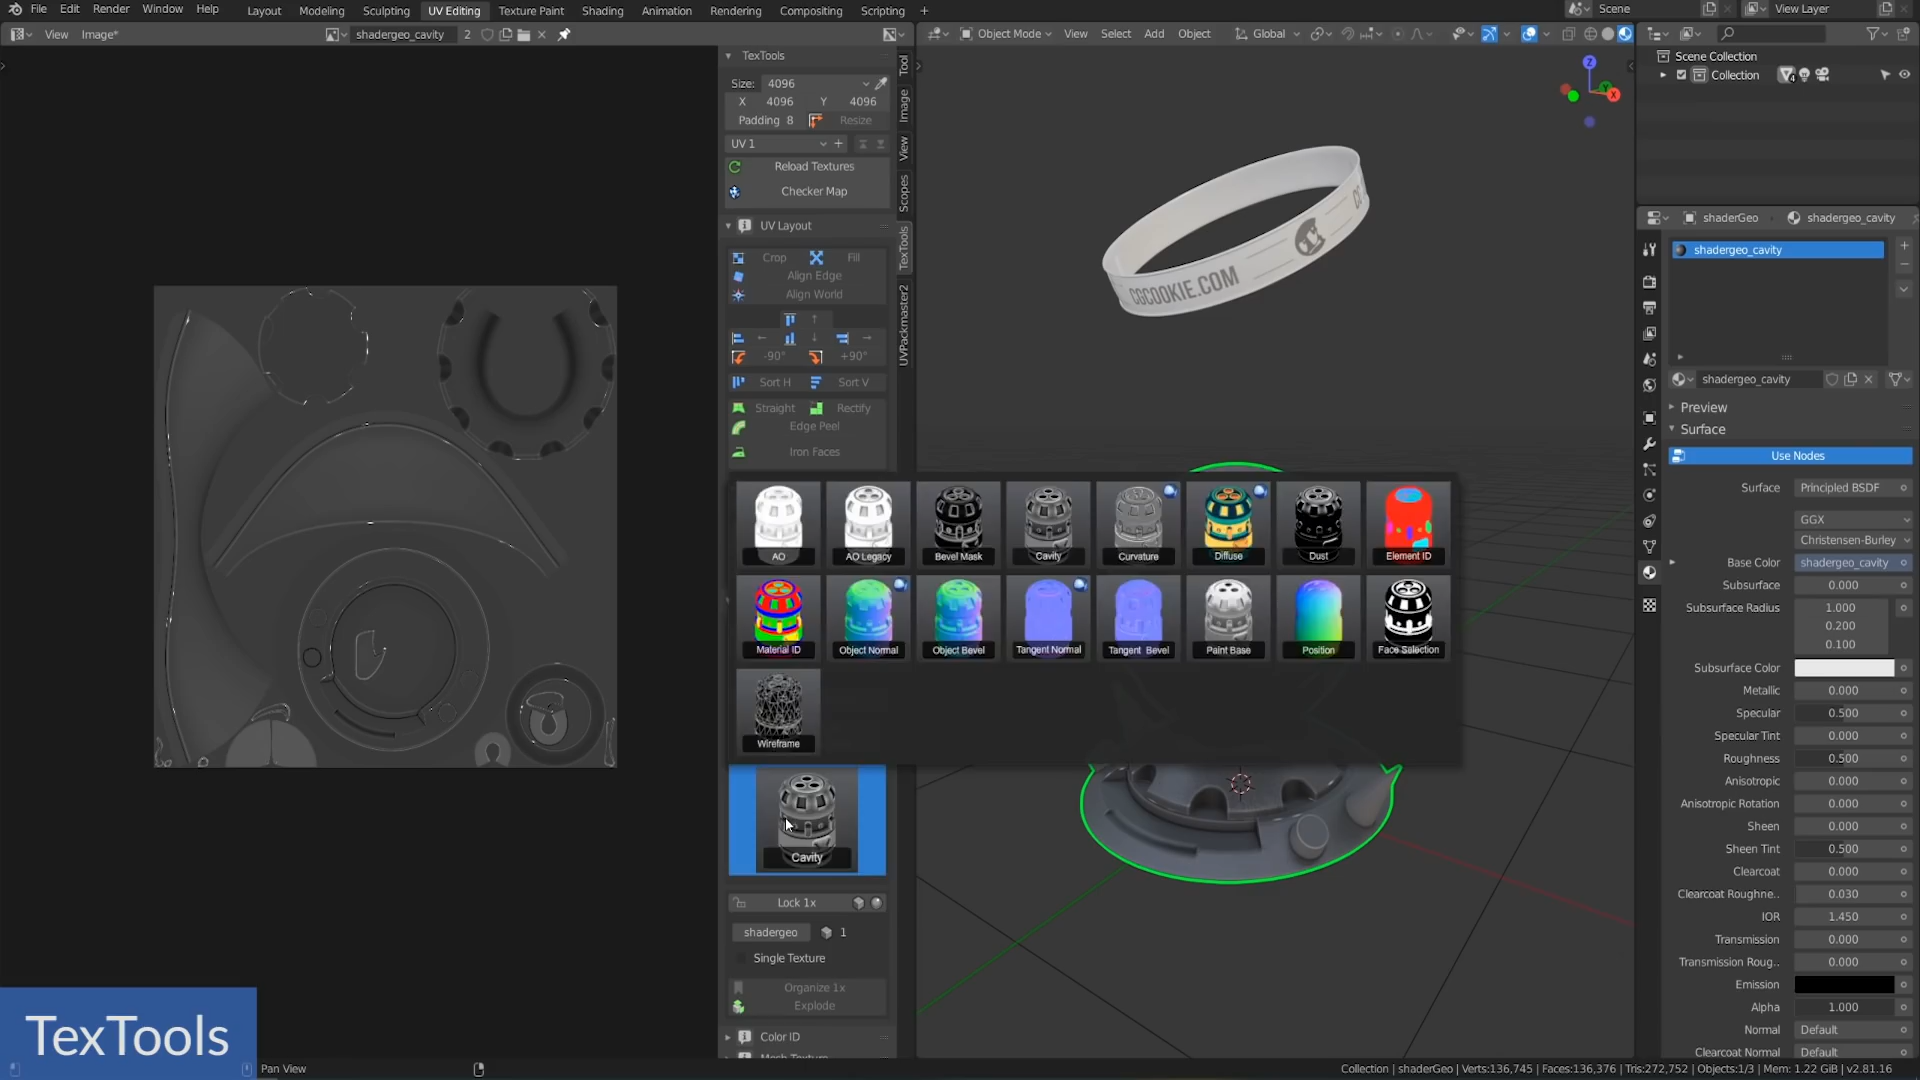 File Edit Render Window Help Layout Modeling Sculpting UV Editing Texture Paint Shading Animation Rendering Compositing Scripting +
Scene View Layer
View Image* shadergeo_cavity 2
Object Mode View Select Add Object Global
TexTools
Size: 4096
X 4096 Y 4096
Padding 8 Resize
UV 1 +
Reload Textures
Checker Map
UV Layout
Crop Fill
Align Edge
Align World
-90° +90°
Sort H Sort V
Straight Rectify
Edge Peel
Iron Faces
Tool
Image
View
Scopes
TexTools
UVPackmaster2
CGCOOKIE.COM
Z
Y
X
AO AO Legacy Bevel Mask Cavity Curvature Diffuse Dust Element ID
Material ID Object Normal Object Bevel Tangent Normal Tangent Bevel Paint Base Position Face Selection
Wireframe
Cavity
Lock 1x
shadergeo 1
Single Texture
Organize 1x
Explode
Color ID
Mesh Texture
Scene Collection
Collection 4
shaderGeo shadergeo_cavity
shadergeo_cavity
shadergeo_cavity
Preview
Surface
Use Nodes
Surface Principled BSDF
GGX
Christensen-Burley
Base Color shadergeo_cavity
Subsurface 0.000
Subsurface Radius 1.000
0.200
0.100
Subsurface Color
Metallic 0.000
Specular 0.500
Specular Tint 0.000
Roughness 0.500
Anisotropic 0.000
Anisotropic Rotation 0.000
Sheen 0.000
Sheen Tint 0.500
Clearcoat 0.000
Clearcoat Roughne.. 0.030
IOR 1.450
Transmission 0.000
Transmission Roug.. 0.000
Emission
Alpha 1.000
Normal Default
Clearcoat Normal Default
TexTools
Pan View
Collection | shaderGeo | Verts:136,745 | Faces:136,376 | Tris:272,752 | Objects:1/3 | Mem: 1.22 GiB | v2.81.16